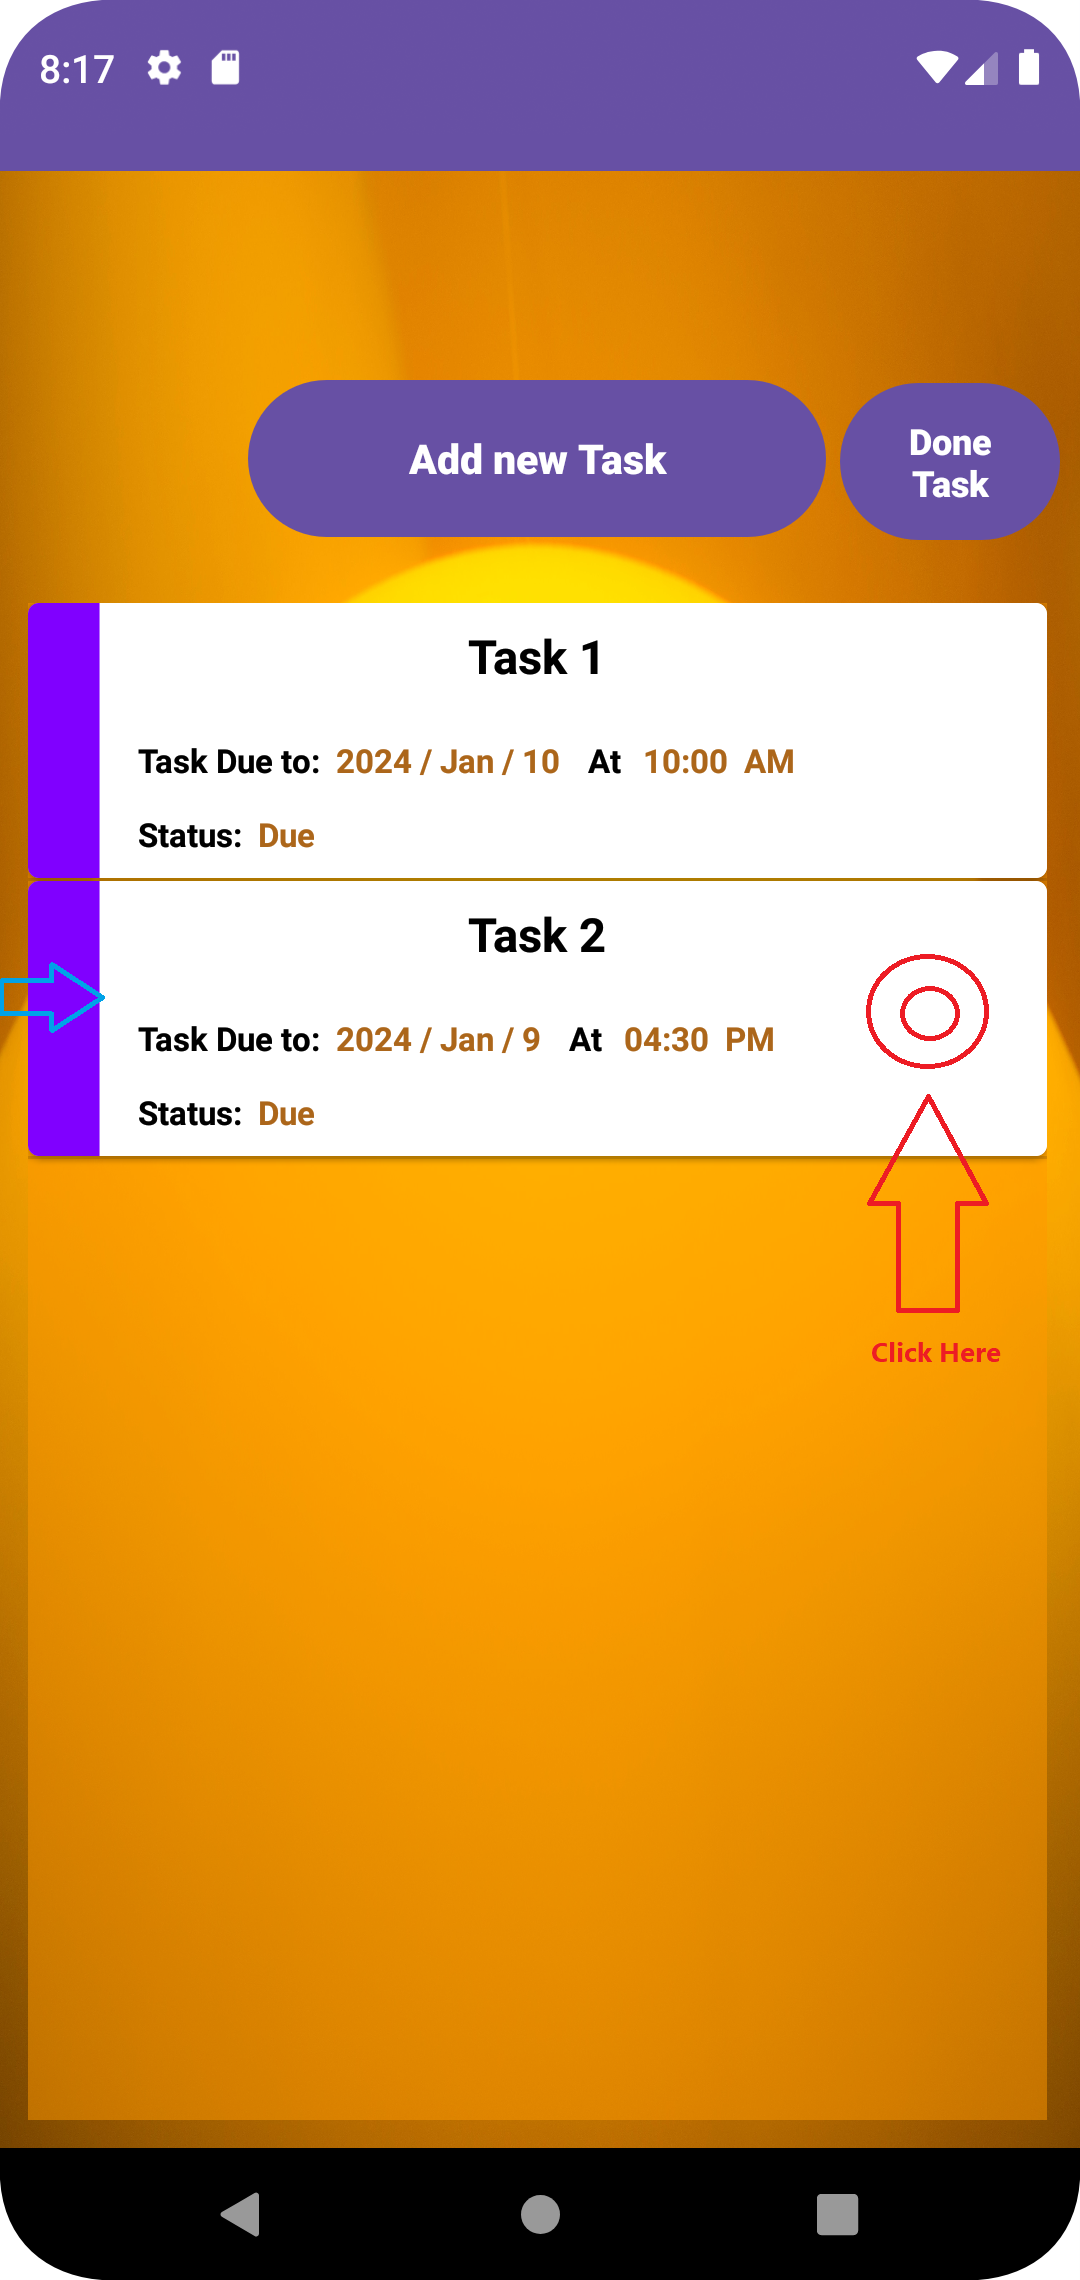 8:17
Add new Task
Done
Task
Task 1
Task Due to: 2024 / Jan / 10 At 10:00 AM
Status: Due
Task 2
Task Due to: 2024 / Jan / 9 At 04:30 PM
Status: Due
Click Here